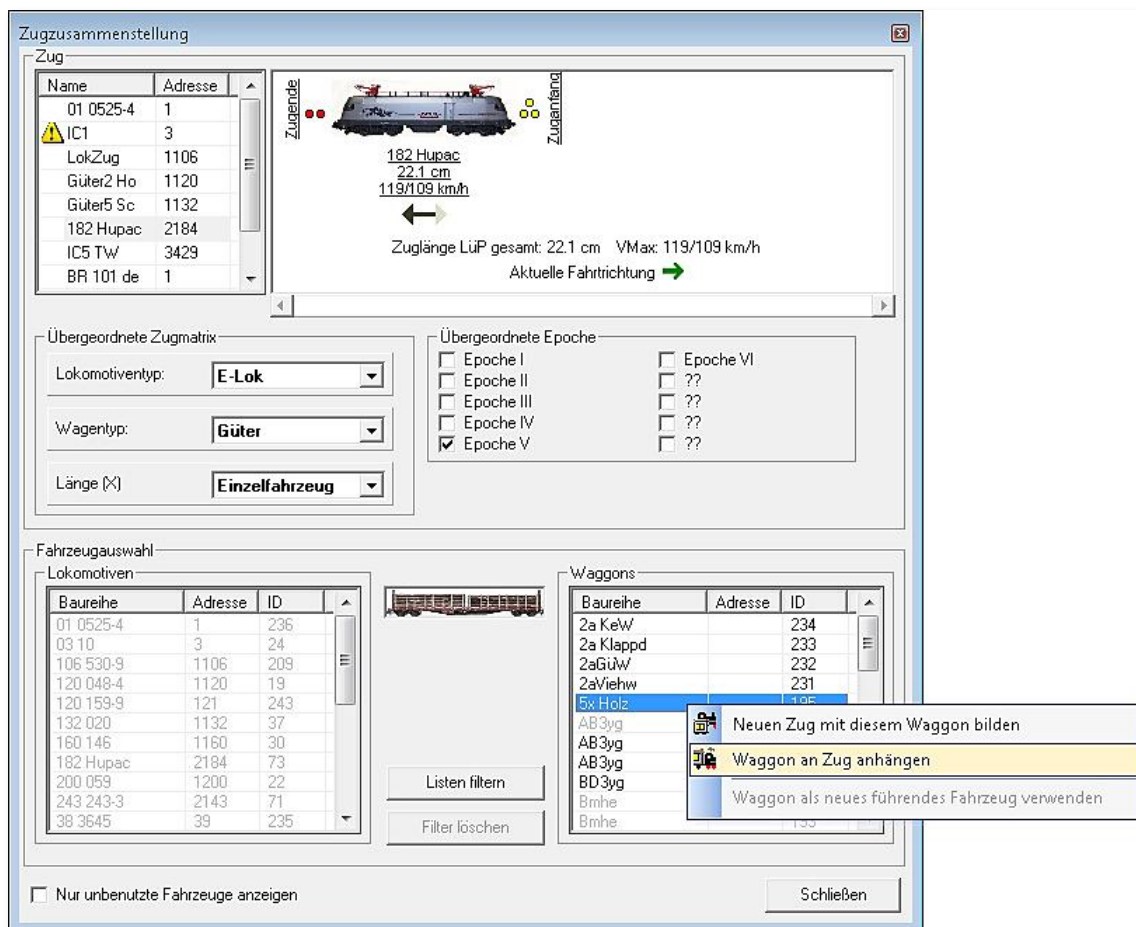 Zugzusammenstellung
Zug
Name Adresse
01 0525-4 1
IC1 3
LokZug 1106
Güter2 Ho 1120
Güter5 Sc 1132
182 Hupac 2184
IC5 TW 3429
BR 101 de 1
Zugende
Zuganfang
182 Hupac
22.1 cm
119/109 km/h
Zuglänge LüP gesamt: 22.1 cm VMax: 119/109 km/h
Aktuelle Fahrtrichtung
Übergeordnete Zugmatrix
Lokomotiventyp: E-Lok
Wagentyp: Güter
Länge (X) Einzelfahrzeug
Übergeordnete Epoche
Epoche I Epoche VI
Epoche II ??
Epoche III ??
Epoche IV ??
Epoche V ??
Fahrzeugauswahl
Lokomotiven
Baureihe Adresse ID
01 0525-4 1 236
03 10 3 24
106 530-9 1106 209
120 048-4 1120 19
120 159-9 121 243
132 020 1132 37
160 146 1160 30
182 Hupac 2184 73
200 059 1200 22
243 243-3 2143 71
38 3645 39 235
Listen filtern
Filter löschen
Waggons
Baureihe Adresse ID
2a KeW 234
2a Klappd 233
2aGüW 232
2aViehw 231
5x Holz 195
AB3yg
AB3yg
AB3yg
BD3yg
Bmhe
Bmhe
Neuen Zug mit diesem Waggon bilden
Waggon an Zug anhängen
Waggon als neues führendes Fahrzeug verwenden
Nur unbenutzte Fahrzeuge anzeigen
Schließen